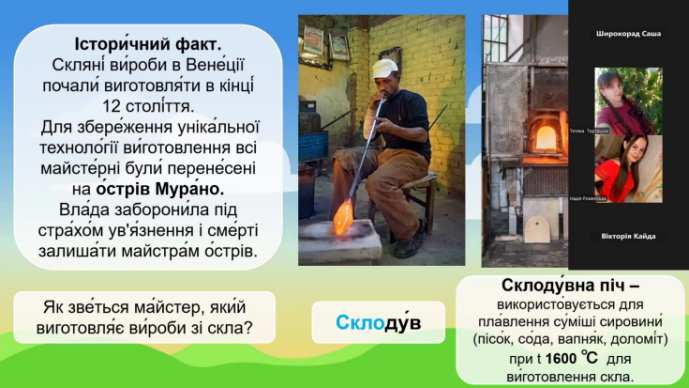 Істори́чний факт.
Скляні́ ви́роби в Вене́ції
почали́ виготовля́ти в кінці́
12 столі́ття.
Для збере́ження уніка́льної
техноло́гії ви́готовлення всі
майсте́рні були́ перене́сені
на о́стрів Мура́но.
Вла́да заборони́ла під
стра́хом ув'я́знення і сме́рті
залиша́ти майстра́м о́стрів.
Як зве́ться ма́йстер, яки́й
виготовля́є ви́роби зі скла?
Склоду́в
Склоду́вна піч –
використо́вується для
пла́влення су́міші сировини́
(пісо́к, со́да, вапня́к, доломі́т)
при t 1600 ℃ для
ви́готовлення скла.
Широкорад Саша
Надія Романська
Вікторія Кайда